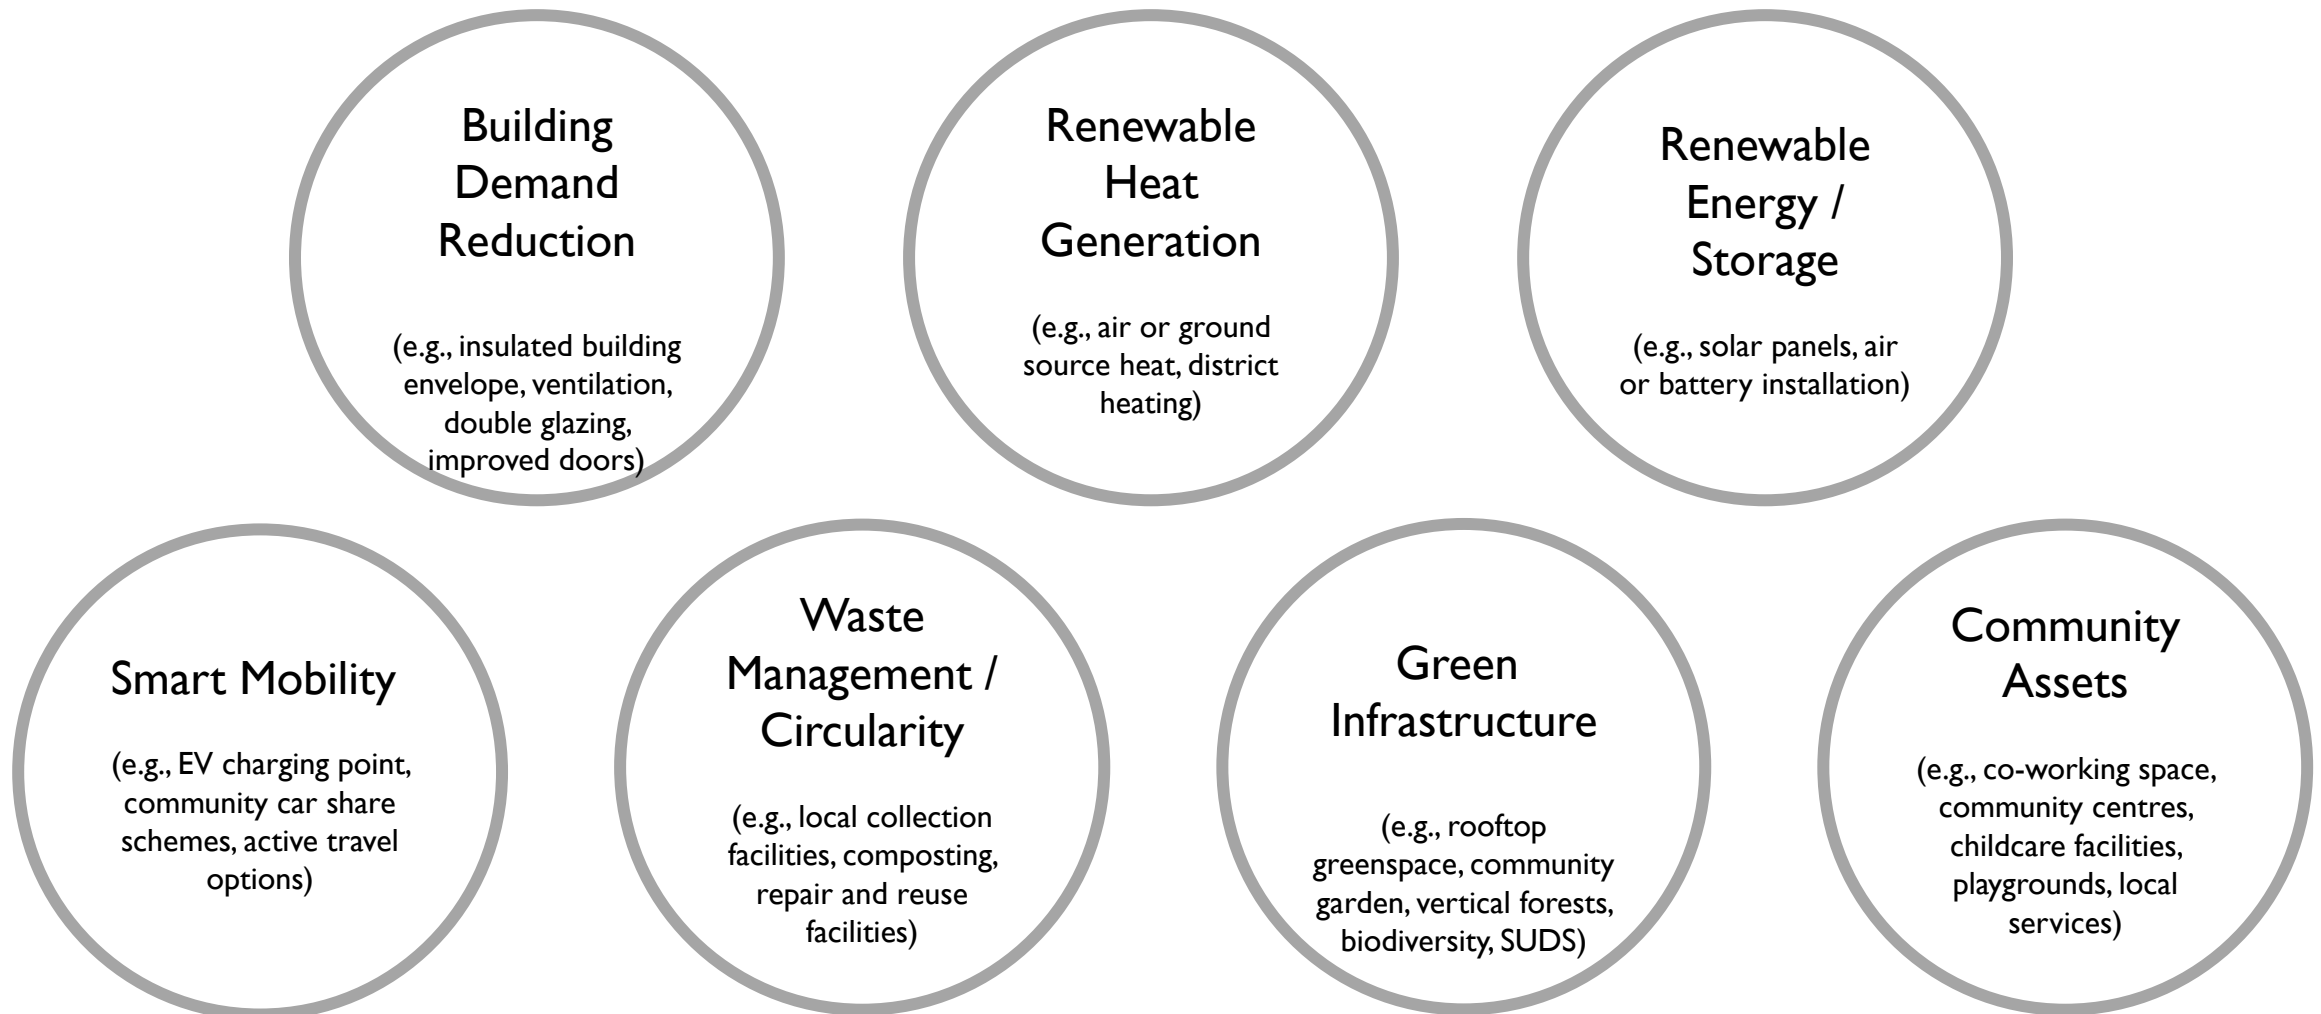 Building
Demand
Reduction
(e.g., insulated building
envelope, ventilation,
double glazing,
improved doors)
Renewable
Heat
Generation
(e.g., air or ground
source heat, district
heating)
Renewable
Energy /
Storage
(e.g., solar panels, air
or battery installation)
Smart Mobility
(e.g., EV charging point,
community car share
schemes, active travel
options)
Waste
Management /
Circularity
(e.g., local collection
facilities, composting,
repair and reuse
facilities)
Green
Infrastructure
(e.g., rooftop
greenspace, community
garden, vertical forests,
biodiversity, SUDS)
Community
Assets
(e.g., co-working space,
community centres,
childcare facilities,
playgrounds, local
services)